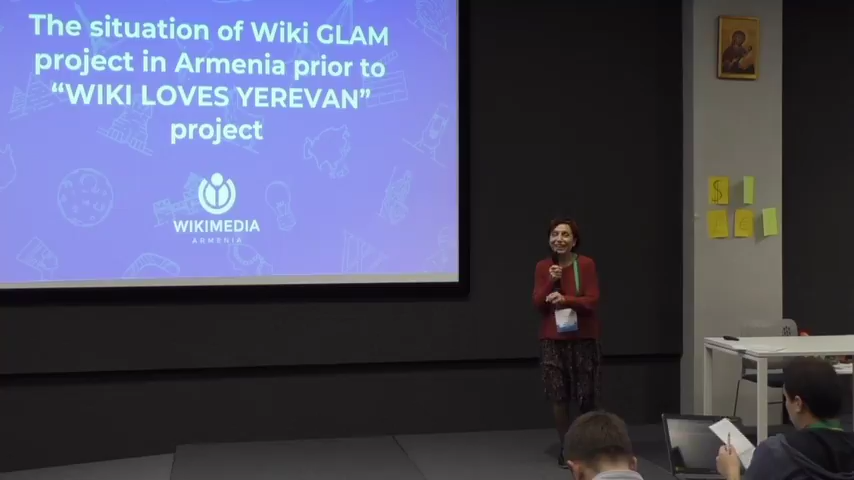 The situation of Wiki GLAM
project in Armenia prior to
“WIKI LOVES YEREVAN”
project
WIKIMEDIA
ARMENIA
$